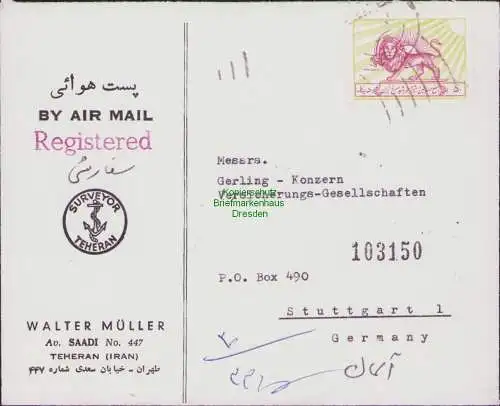 پست هوائی
BY AIR MAIL
Registered
سفارشی
SURVEYOR
TEHERAN
WALTER MÜLLER
Av. SAADI No. 447
TEHERAN (IRAN)
طهران - خیابان سعدی شماره ۴۴۷
Messrs.
Gerling - Konzern
Versicherungs-Gesellschaften
Kopierschutz
Briefmarkenhaus
Dresden
103150
P.O. Box 490
Stuttgart 1
Germany
آلمان